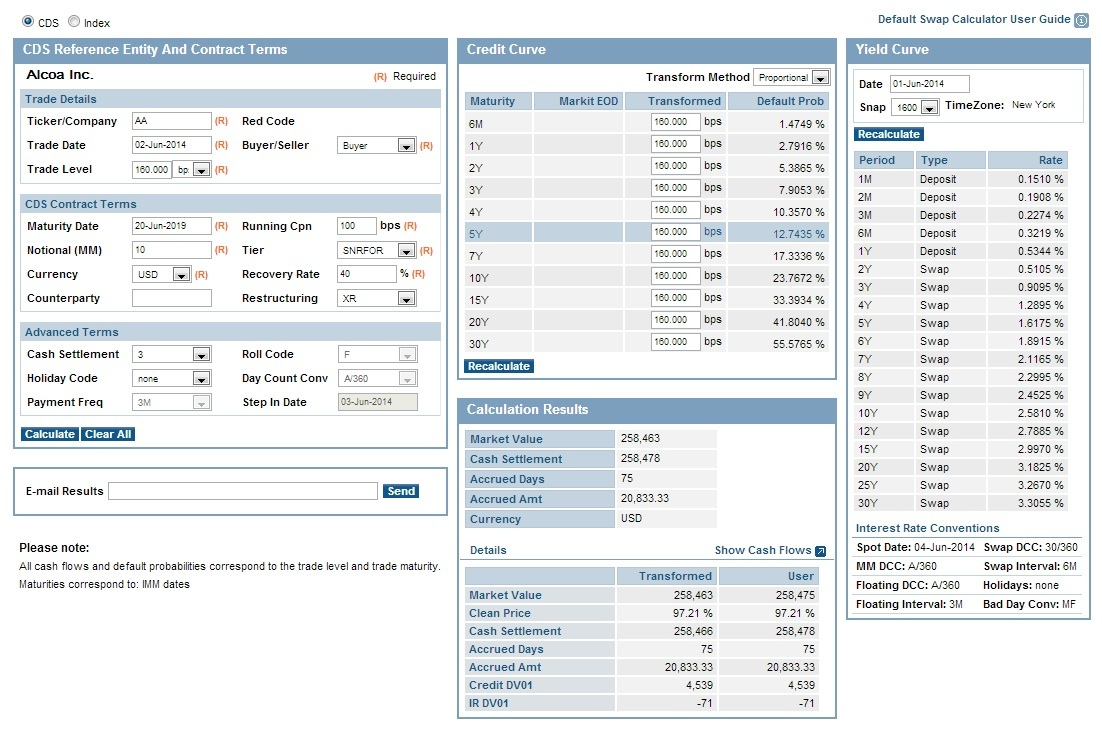 CDS Index
Default Swap Calculator User Guide
CDS Reference Entity And Contract Terms
Alcoa Inc. (R) Required
Trade Details
Ticker/Company AA (R) Red Code
Trade Date 02-Jun-2014 (R) Buyer/Seller Buyer (R)
Trade Level 160.000 bp: (R)
CDS Contract Terms
Maturity Date 20-Jun-2019 (R) Running Cpn 100 bps (R)
Notional (MM) 10 (R) Tier SNRFOR (R)
Currency USD (R) Recovery Rate 40 % (R)
Counterparty Restructuring XR
Advanced Terms
Cash Settlement 3 Roll Code F
Holiday Code none Day Count Conv A/360
Payment Freq 3M Step In Date 03-Jun-2014
Calculate Clear All
E-mail Results Send
Please note:
All cash flows and default probabilities correspond to the trade level and trade maturity.
Maturities correspond to: IMM dates
Credit Curve
Transform Method Proportional
Maturity Markit EOD Transformed Default Prob
6M 160.000 bps 1.4749 %
1Y 160.000 bps 2.7916 %
2Y 160.000 bps 5.3865 %
3Y 160.000 bps 7.9053 %
4Y 160.000 bps 10.3570 %
5Y 160.000 bps 12.7435 %
7Y 160.000 bps 17.3336 %
10Y 160.000 bps 23.7672 %
15Y 160.000 bps 33.3934 %
20Y 160.000 bps 41.8040 %
30Y 160.000 bps 55.5765 %
Recalculate
Calculation Results
Market Value 258,463
Cash Settlement 258,478
Accrued Days 75
Accrued Amt 20,833.33
Currency USD
Details Show Cash Flows
Transformed User
Market Value 258,463 258,475
Clean Price 97.21 % 97.21 %
Cash Settlement 258,466 258,478
Accrued Days 75 75
Accrued Amt 20,833.33 20,833.33
Credit DV01 4,539 4,539
IR DV01 -71 -71
Yield Curve
Date 01-Jun-2014
Snap 1600 TimeZone: New York
Recalculate
Period Type Rate
1M Deposit 0.1510 %
2M Deposit 0.1908 %
3M Deposit 0.2274 %
6M Deposit 0.3219 %
1Y Deposit 0.5344 %
2Y Swap 0.5105 %
3Y Swap 0.9095 %
4Y Swap 1.2895 %
5Y Swap 1.6175 %
6Y Swap 1.8915 %
7Y Swap 2.1165 %
8Y Swap 2.2995 %
9Y Swap 2.4525 %
10Y Swap 2.5810 %
12Y Swap 2.7885 %
15Y Swap 2.9970 %
20Y Swap 3.1825 %
25Y Swap 3.2670 %
30Y Swap 3.3055 %
Interest Rate Conventions
Spot Date: 04-Jun-2014 Swap DCC: 30/360
MM DCC: A/360 Swap Interval: 6M
Floating DCC: A/360 Holidays: none
Floating Interval: 3M Bad Day Conv: MF